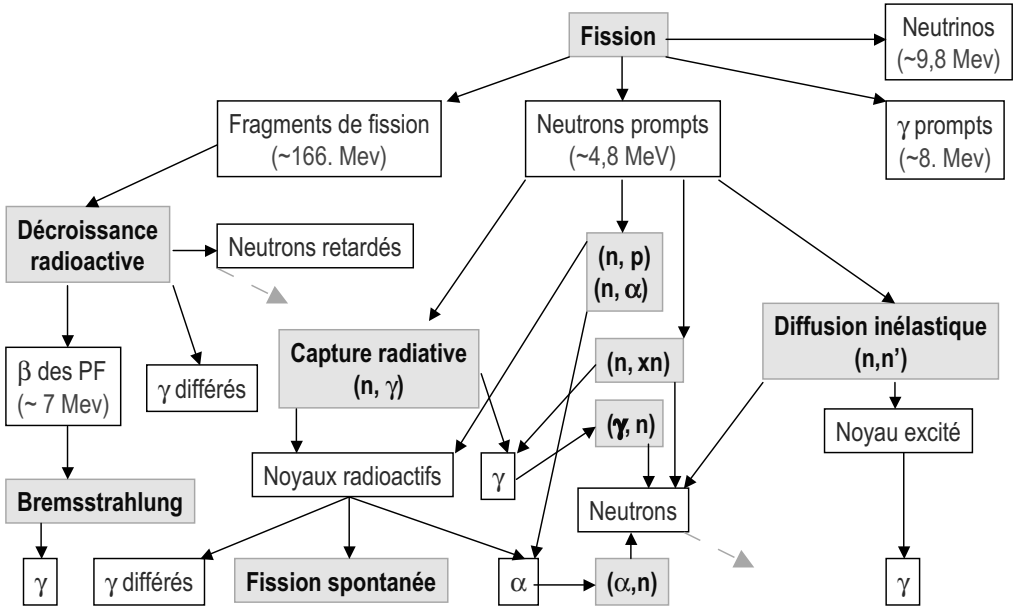 Fission
Neutrinos
(~9,8 Mev)
Fragments de fission
(~166. Mev)
Neutrons prompts
(~4,8 MeV)
γ prompts
(~8. Mev)
Décroissance
radioactive
Neutrons retardés
(n, p)
(n, α)
Capture radiative
(n, γ)
(n, xn)
Diffusion inélastique
(n,n’)
β des PF
(~ 7 Mev)
γ différés
(γ, n)
Noyau excité
Noyaux radioactifs
γ
Bremsstrahlung
Neutrons
γ
γ différés
Fission spontanée
α
(α,n)
γ